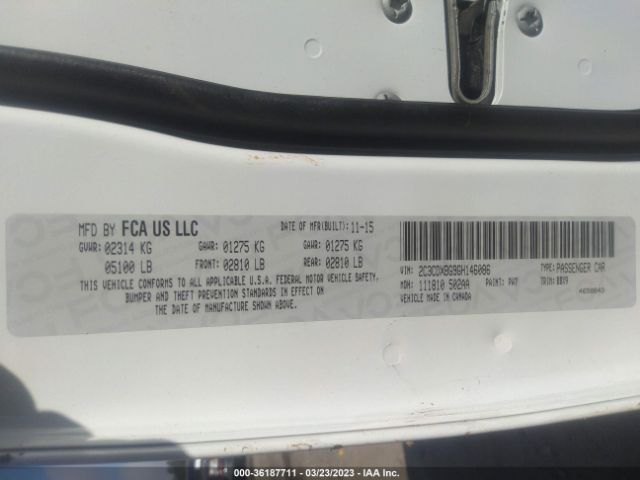 MFD BY FCA US LLC
DATE OF MFR(BUILT): 11-15
GVWR: 02314 KG GAWR: 01275 KG GAWR: 01275 KG
05100 LB FRONT: 02810 LB REAR: 02810 LB
THIS VEHICLE CONFORMS TO ALL APPLICABLE U.S.A. FEDERAL MOTOR VEHICLE SAFETY,
BUMPER AND THEFT PREVENTION STANDARDS IN EFFECT ON
THE DATE OF MANUFACTURE SHOWN ABOVE.
VIN: 2C3CDXBG9GH146086 TYPE: PASSENGER CAR
MDH: 111810 502AA PAINT: PW7 TRIM: BBX9
VEHICLE MADE IN CANADA
000-36187711 - 03/23/2023 - IAA Inc.